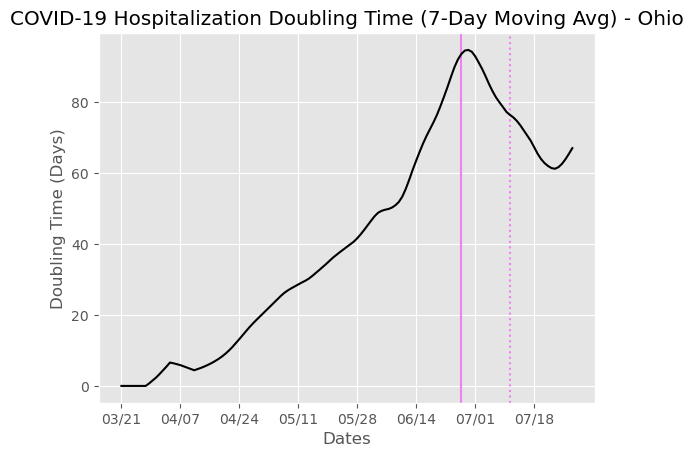 COVID-19 Hospitalization Doubling Time (7-Day Moving Avg) - Ohio
Doubling Time (Days)
80
60
40
20
0
03/21 04/07 04/24 05/11 05/28 06/14 07/01 07/18
Dates